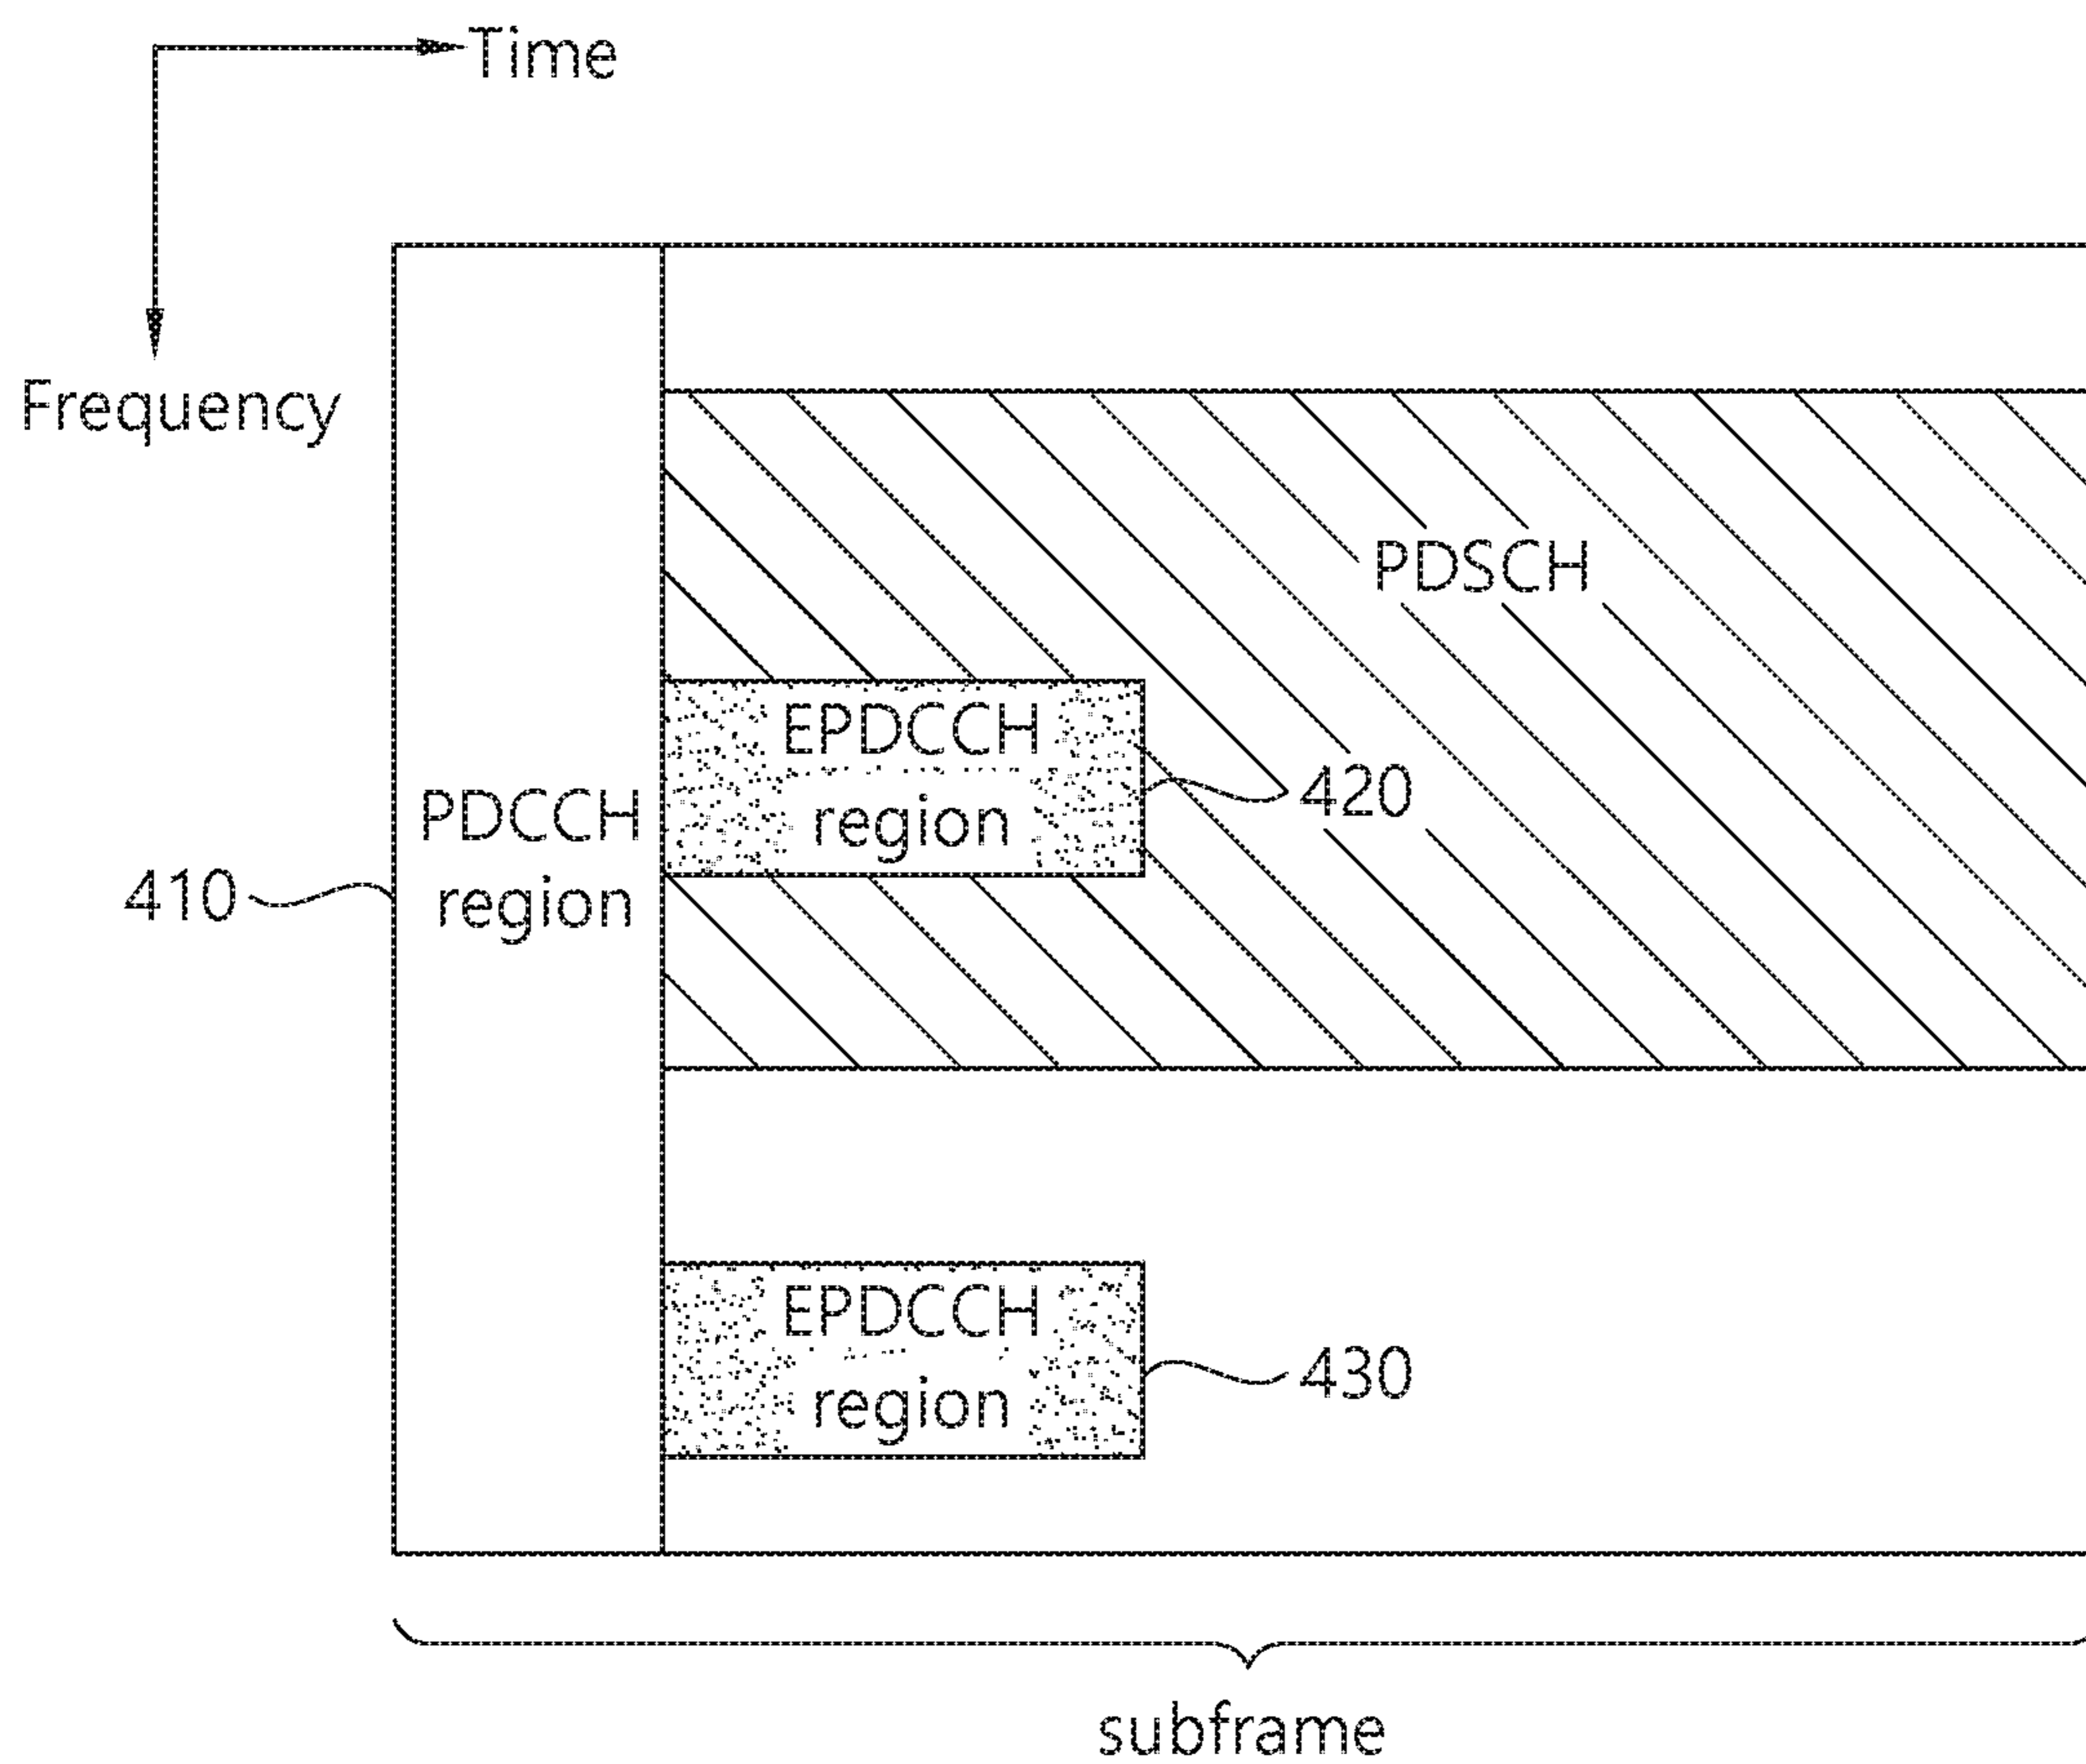 Time
Frequency
PDSCH
EPDCCH
region
420
PDCCH
region
410
EPDCCH
region
430
subframe